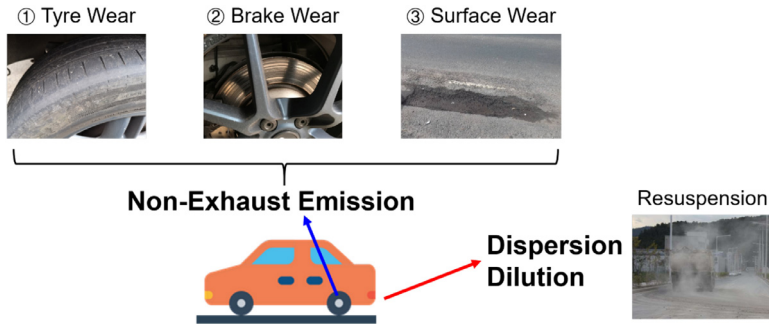 ① Tyre Wear
② Brake Wear
③ Surface Wear
Non-Exhaust Emission
Resuspension
Dispersion
Dilution